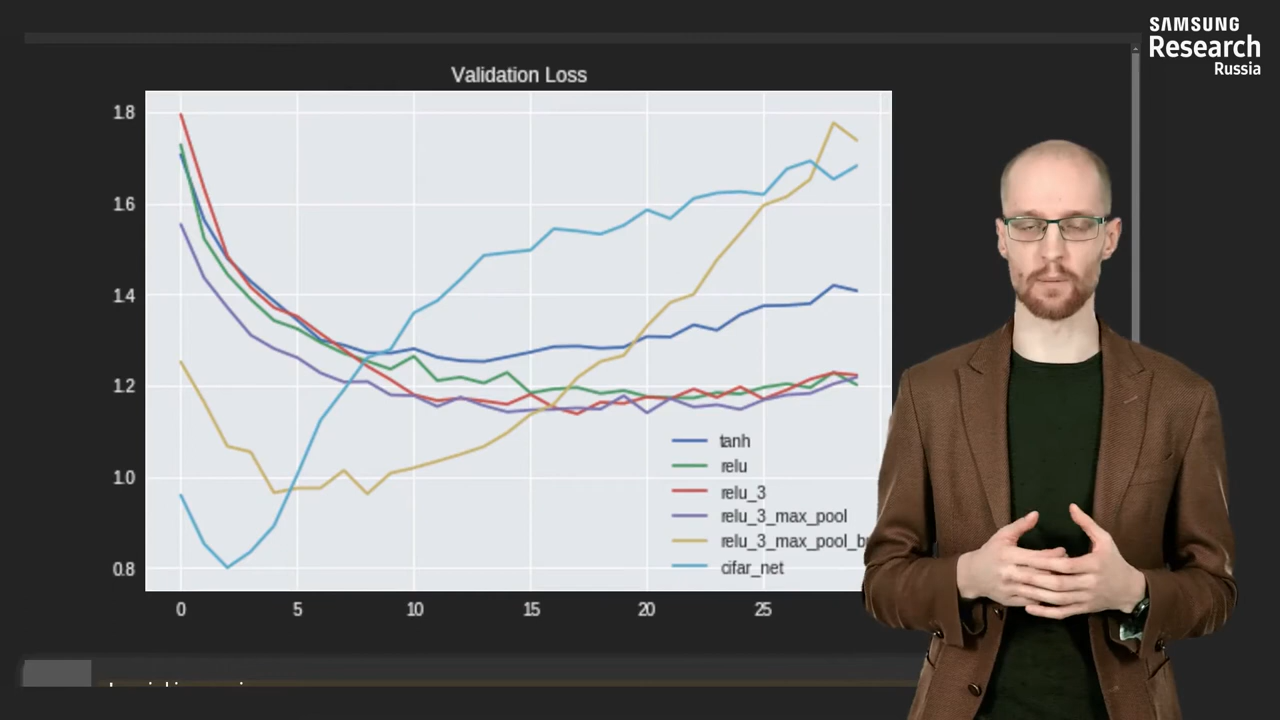 SAMSUNG
Research
Russia
Validation Loss
1.8
1.6
1.4
1.2
1.0
0.8
tanh
relu
relu_3
relu_3_max_pool
relu_3_max_pool_b
cifar_net
0 5 10 15 20 25